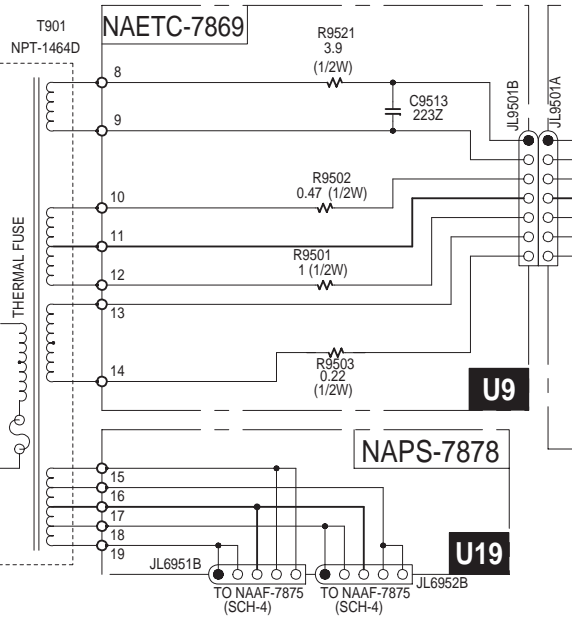 T901
NPT-1464D
NAETC-7869
R9521
3.9
(1/2W)
8
C9513
223Z
9
JL9501B
JL9501A
R9502
0.47 (1/2W)
10
11
R9501
1 (1/2W)
12
13
THERMAL FUSE
14
R9503
0.22
(1/2W)
U9
NAPS-7878
15
16
17
18
19
U19
JL6951B
JL6952B
TO NAAF-7875
(SCH-4)
TO NAAF-7875
(SCH-4)